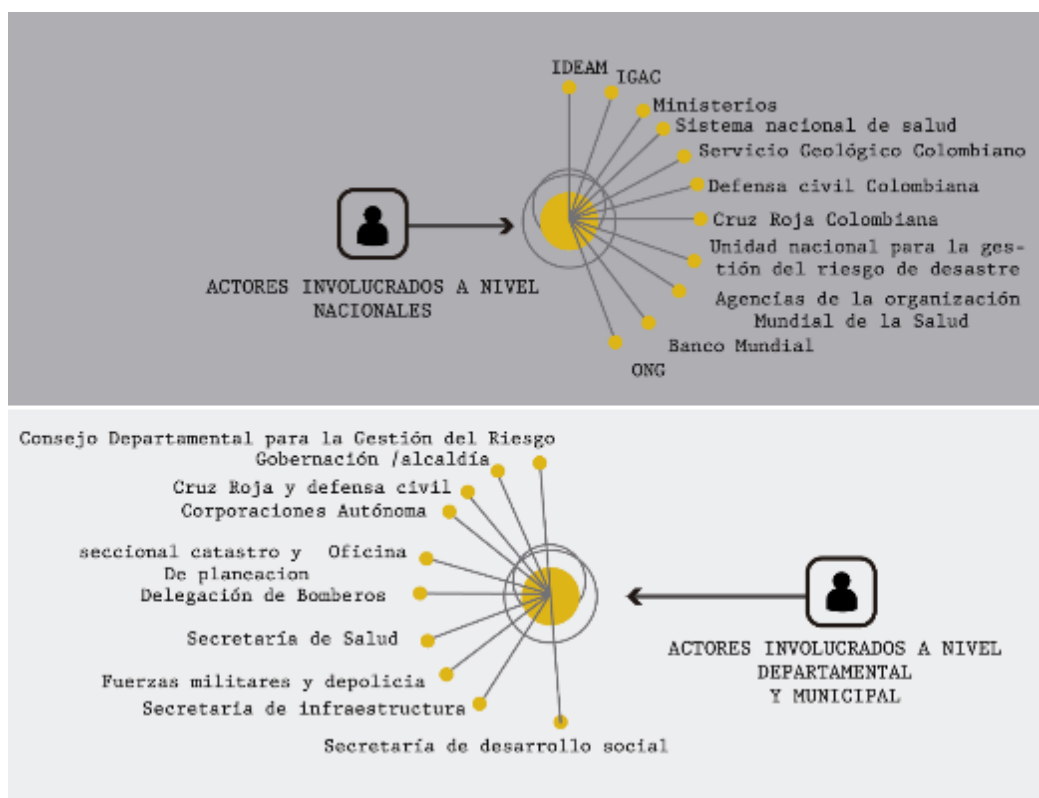 IDEAM
IGAC
Ministerios
Sistema nacional de salud
Servicio Geológico Colombiano
Defensa civil Colombiana
Cruz Roja Colombiana
Unidad nacional para la ges-
tión del riesgo de desastre
Agencias de la organización
Mundial de la Salud
Banco Mundial
ONG
ACTORES INVOLUCRADOS A NIVEL
NACIONALES
Consejo Departamental para la Gestión del Riesgo
Gobernación /alcaldía
Cruz Roja y defensa civil
Corporaciones Autónoma
seccional catastro y Oficina
De planeacion
Delegación de Bomberos
Secretaría de Salud
Fuerzas militares y depolicia
Secretaría de infraestructura
Secretaría de desarrollo social
ACTORES INVOLUCRADOS A NIVEL
DEPARTAMENTAL
Y MUNICIPAL